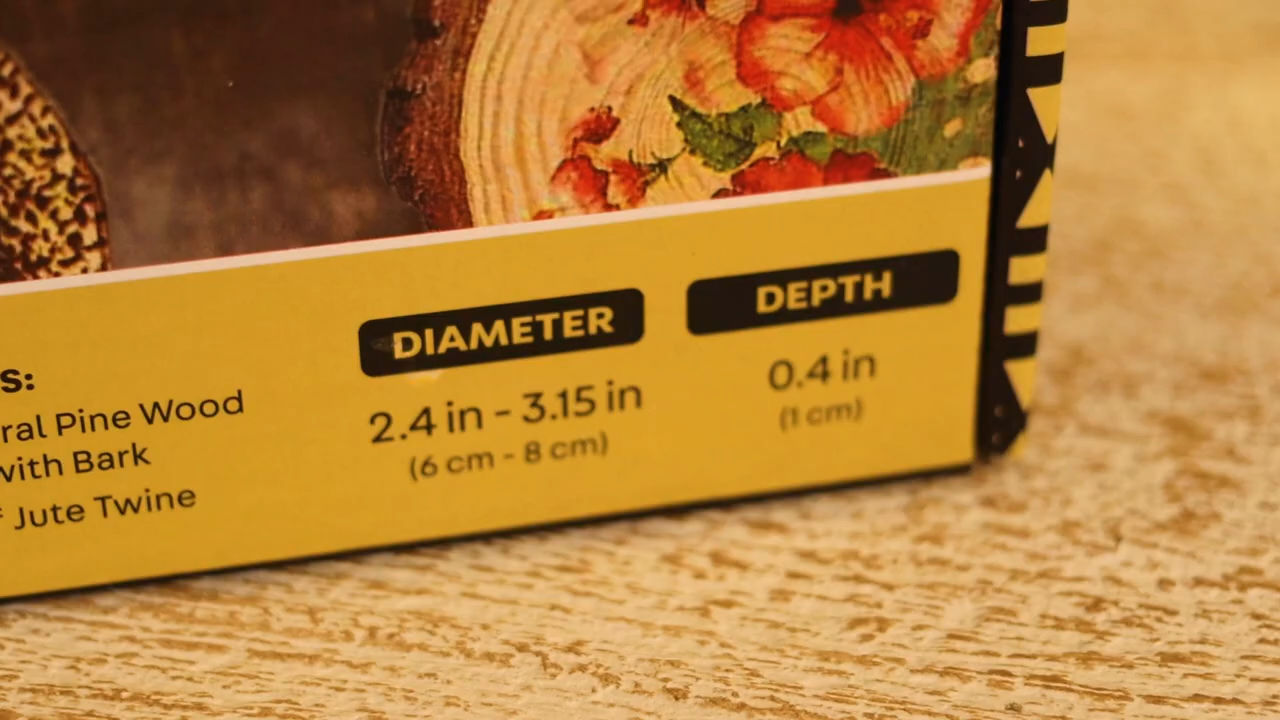 S:
ral Pine Wood
with Bark
Jute Twine
DIAMETER
2.4 in - 3.15 in
(6 cm - 8 cm)
DEPTH
0.4 in
(1 cm)